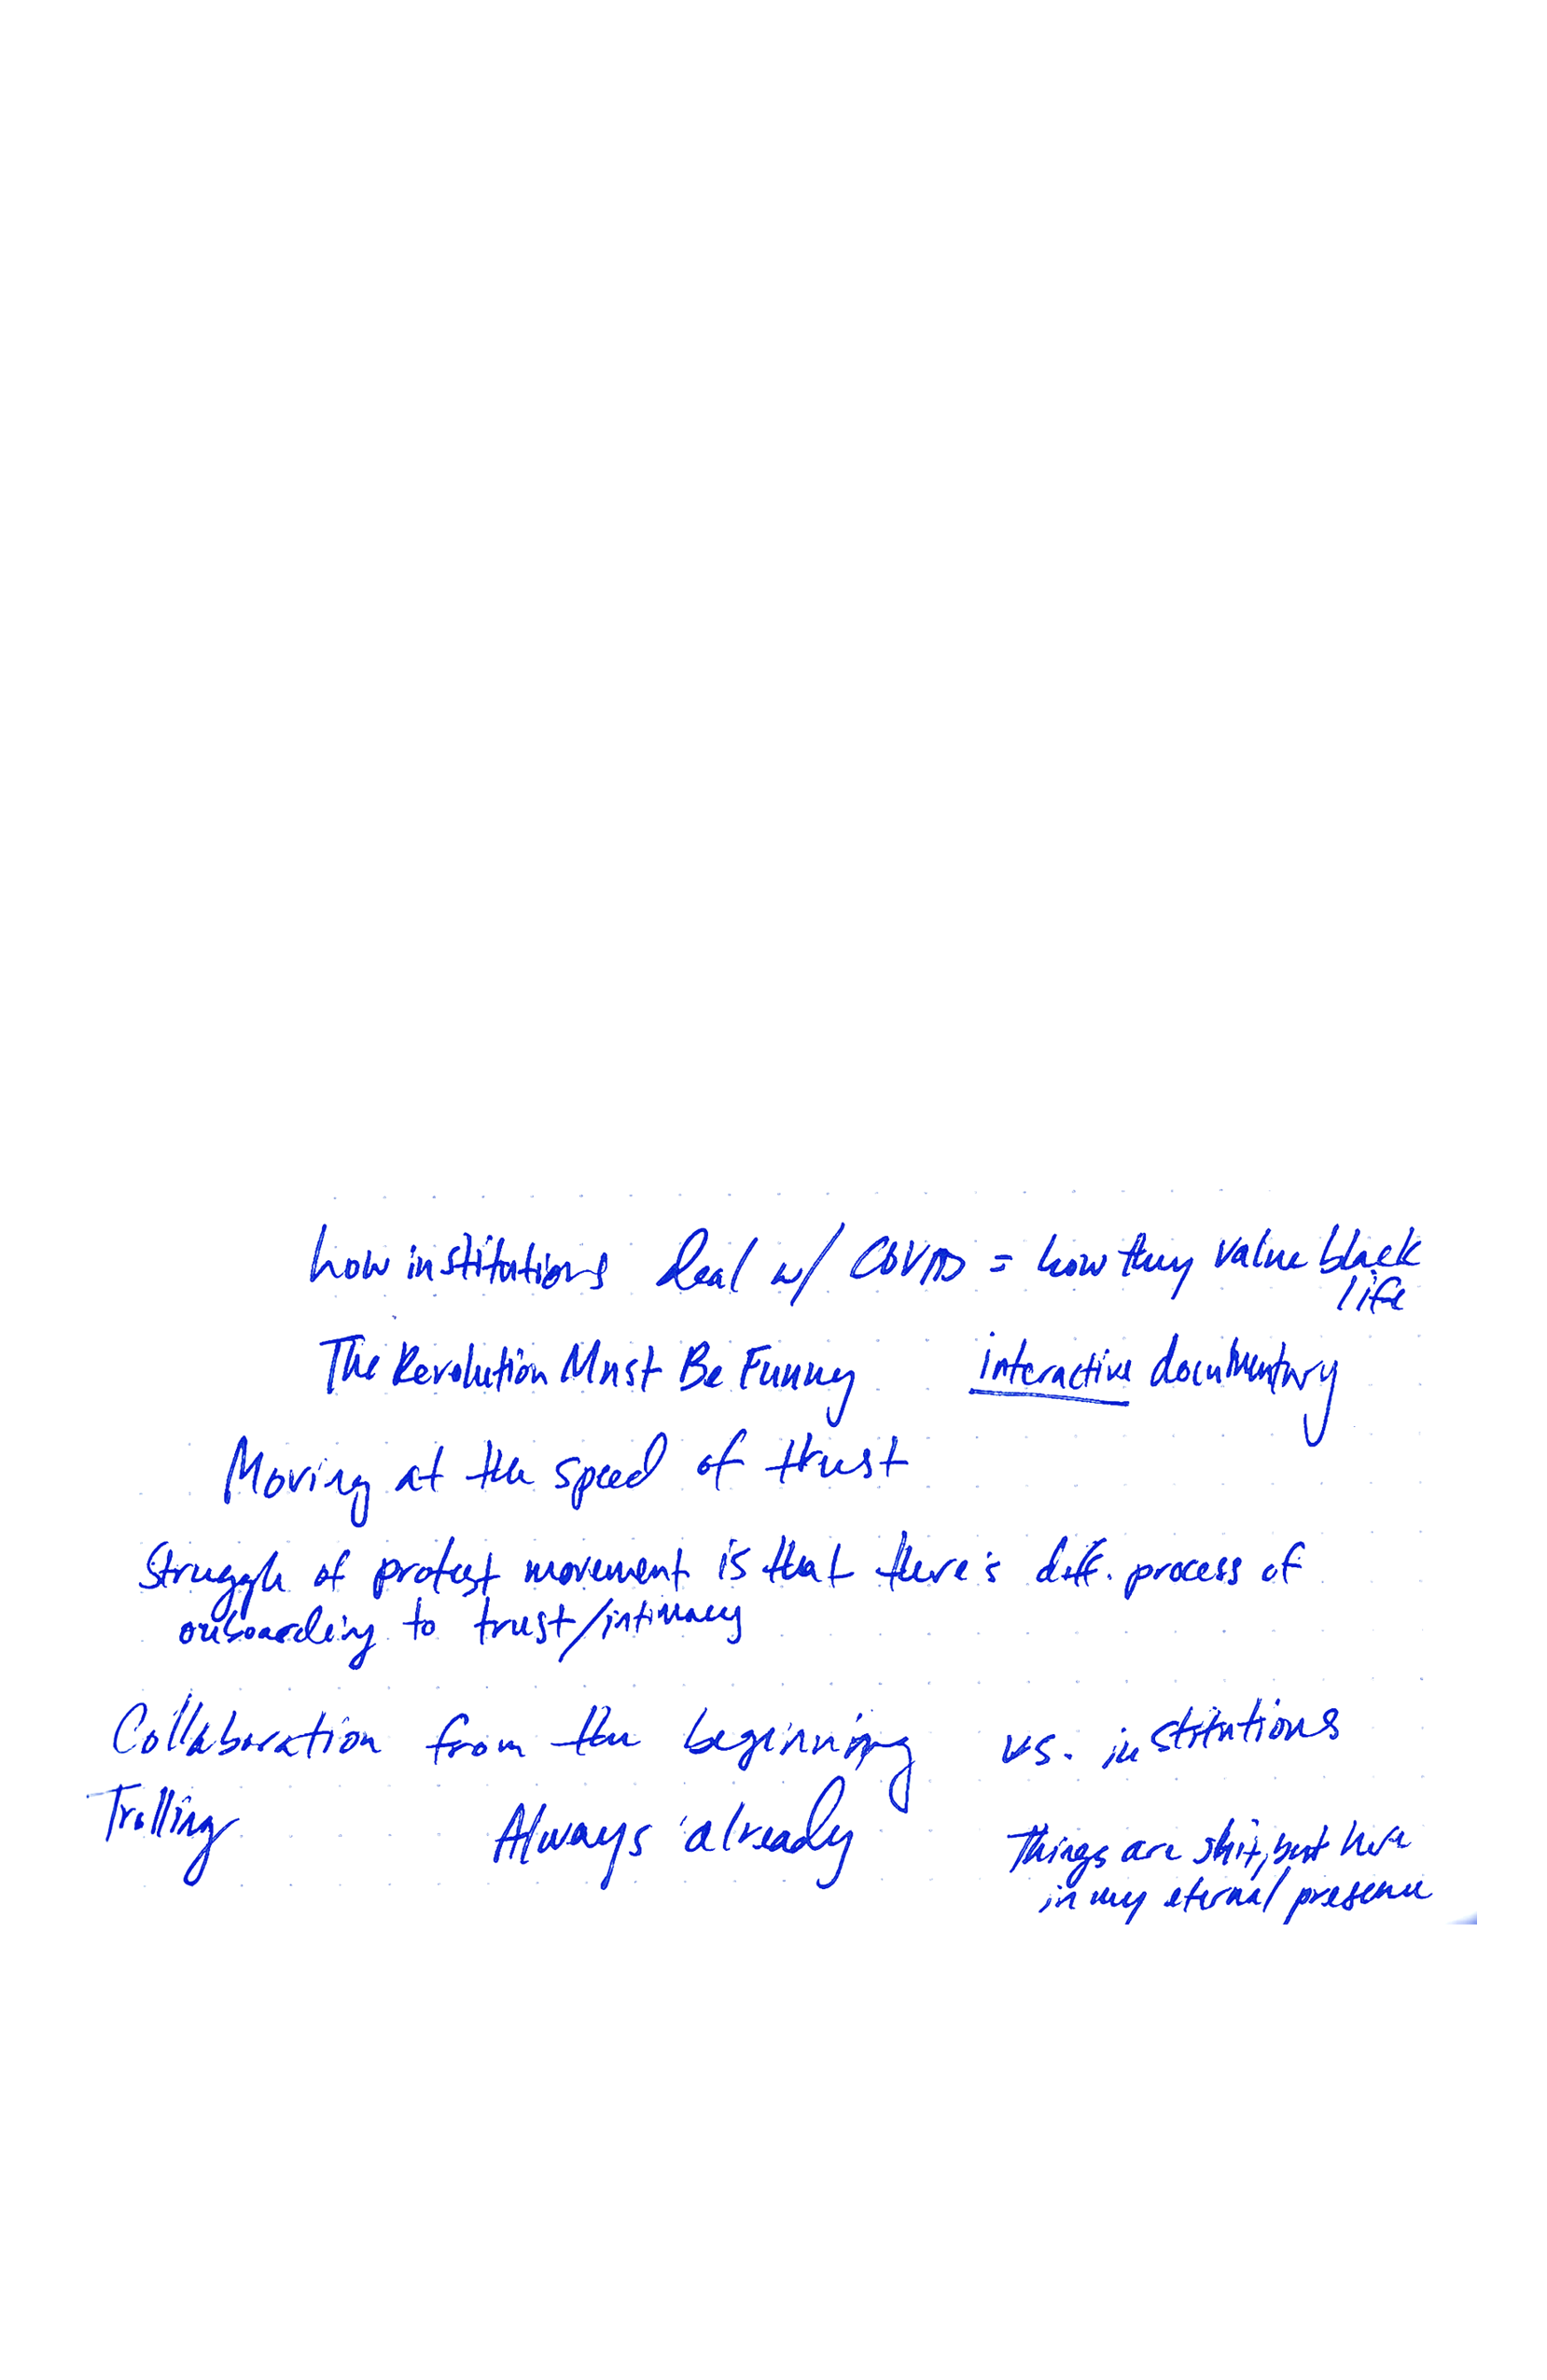 how institutions deal w/ COVID = how they value black
life
The Revolution Must Be Funny interactive documentary
Moving at the speed of trust
Struggle of protest movement is that there's diff. process of
onboarding to trust/intimacy
Collaboration from the beginning vs. institutions
Trolling Always already
Things are shit, but here
in my eternal presence